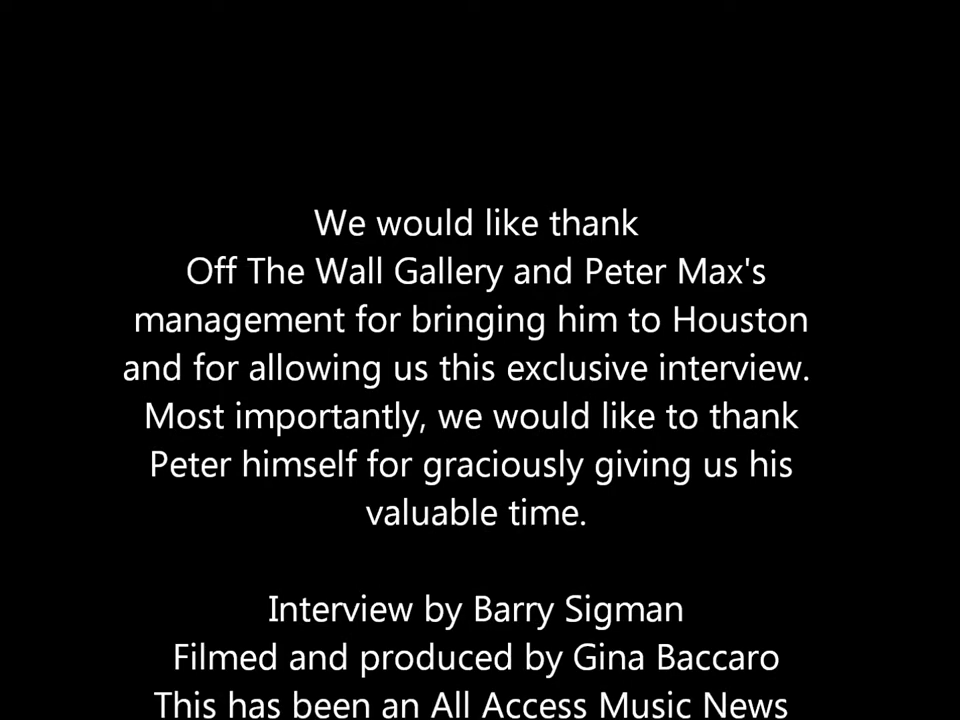 We would like thank
Off The Wall Gallery and Peter Max's
management for bringing him to Houston
and for allowing us this exclusive interview.
Most importantly, we would like to thank
Peter himself for graciously giving us his
valuable time.
Interview by Barry Sigman
Filmed and produced by Gina Baccaro
This has been an All Access Music News